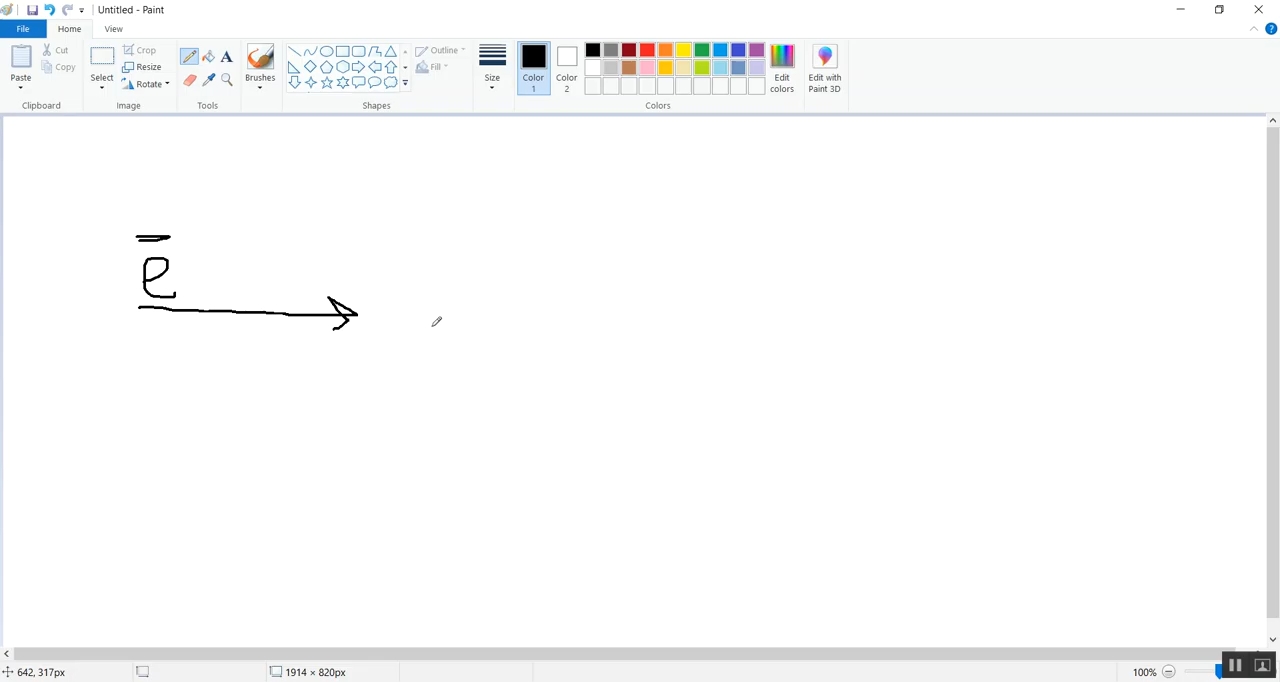 Untitled - Paint
File Home View
Paste
Cut
Copy
Clipboard
Select
Crop
Resize
Rotate
Image
Tools
Brushes
Shapes
Outline
Fill
Size
Color 1
Color 2
Edit colors
Colors
Edit with Paint 3D
e
642, 317px
1914 × 820px
100%